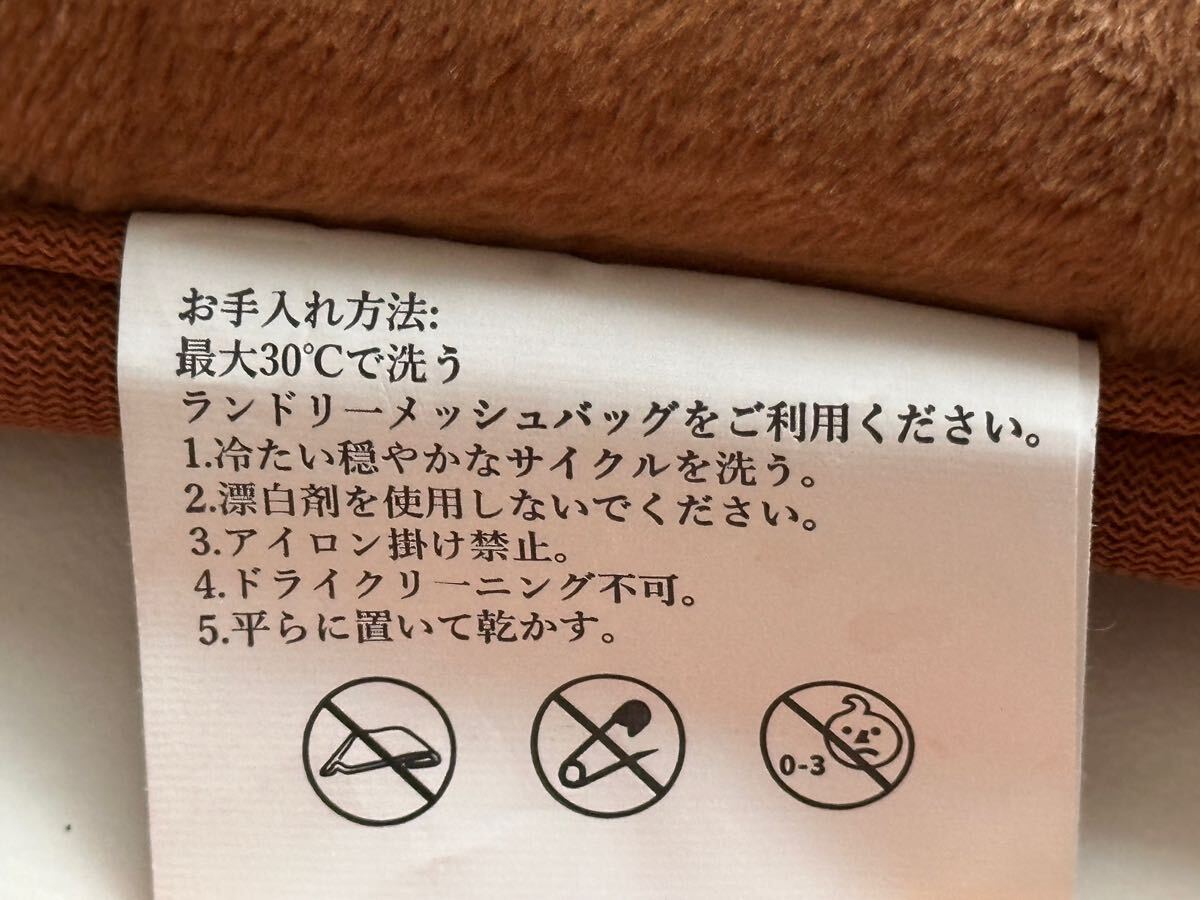 お手入れ方法:
最大30℃で洗う
ランドリーメッシュバッグをご利用ください。
1.冷たい穏やかなサイクルを洗う。
2.漂白剤を使用しないでください。
3.アイロン掛け禁止。
4.ドライクリーニング不可。
5.平らに置いて乾かす。
0-3